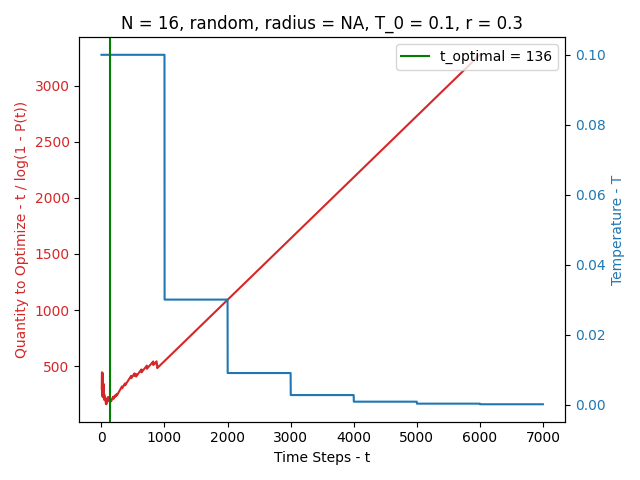 N = 16, random, radius = NA, T_0 = 0.1, r = 0.3
t_optimal = 136
Quantity to Optimize - t / log(1 - P(t))
3000
2500
2000
1500
1000
500
0.10
0.08
0.06
0.04
0.02
0.00
Temperature - T
0 1000 2000 3000 4000 5000 6000 7000
Time Steps - t